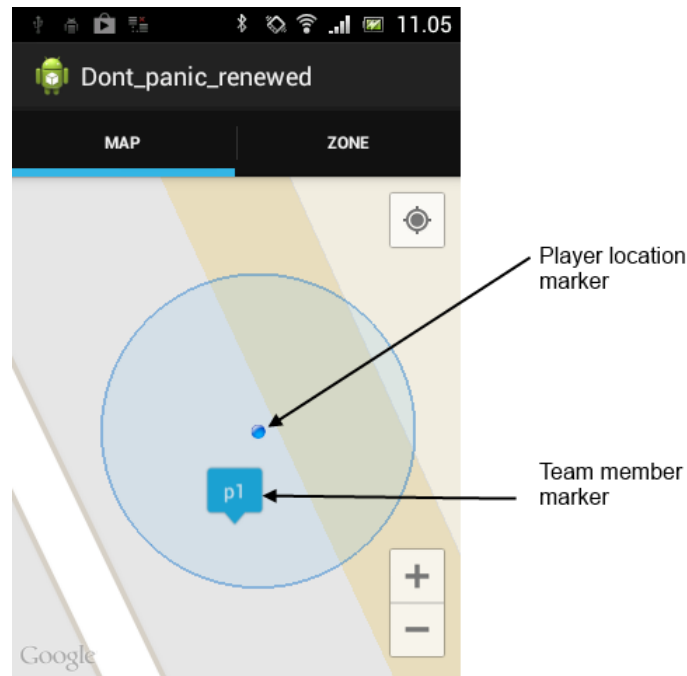 11.05
Dont_panic_renewed
MAP
ZONE
Player location
marker
p1
Team member
marker
+
−
Google